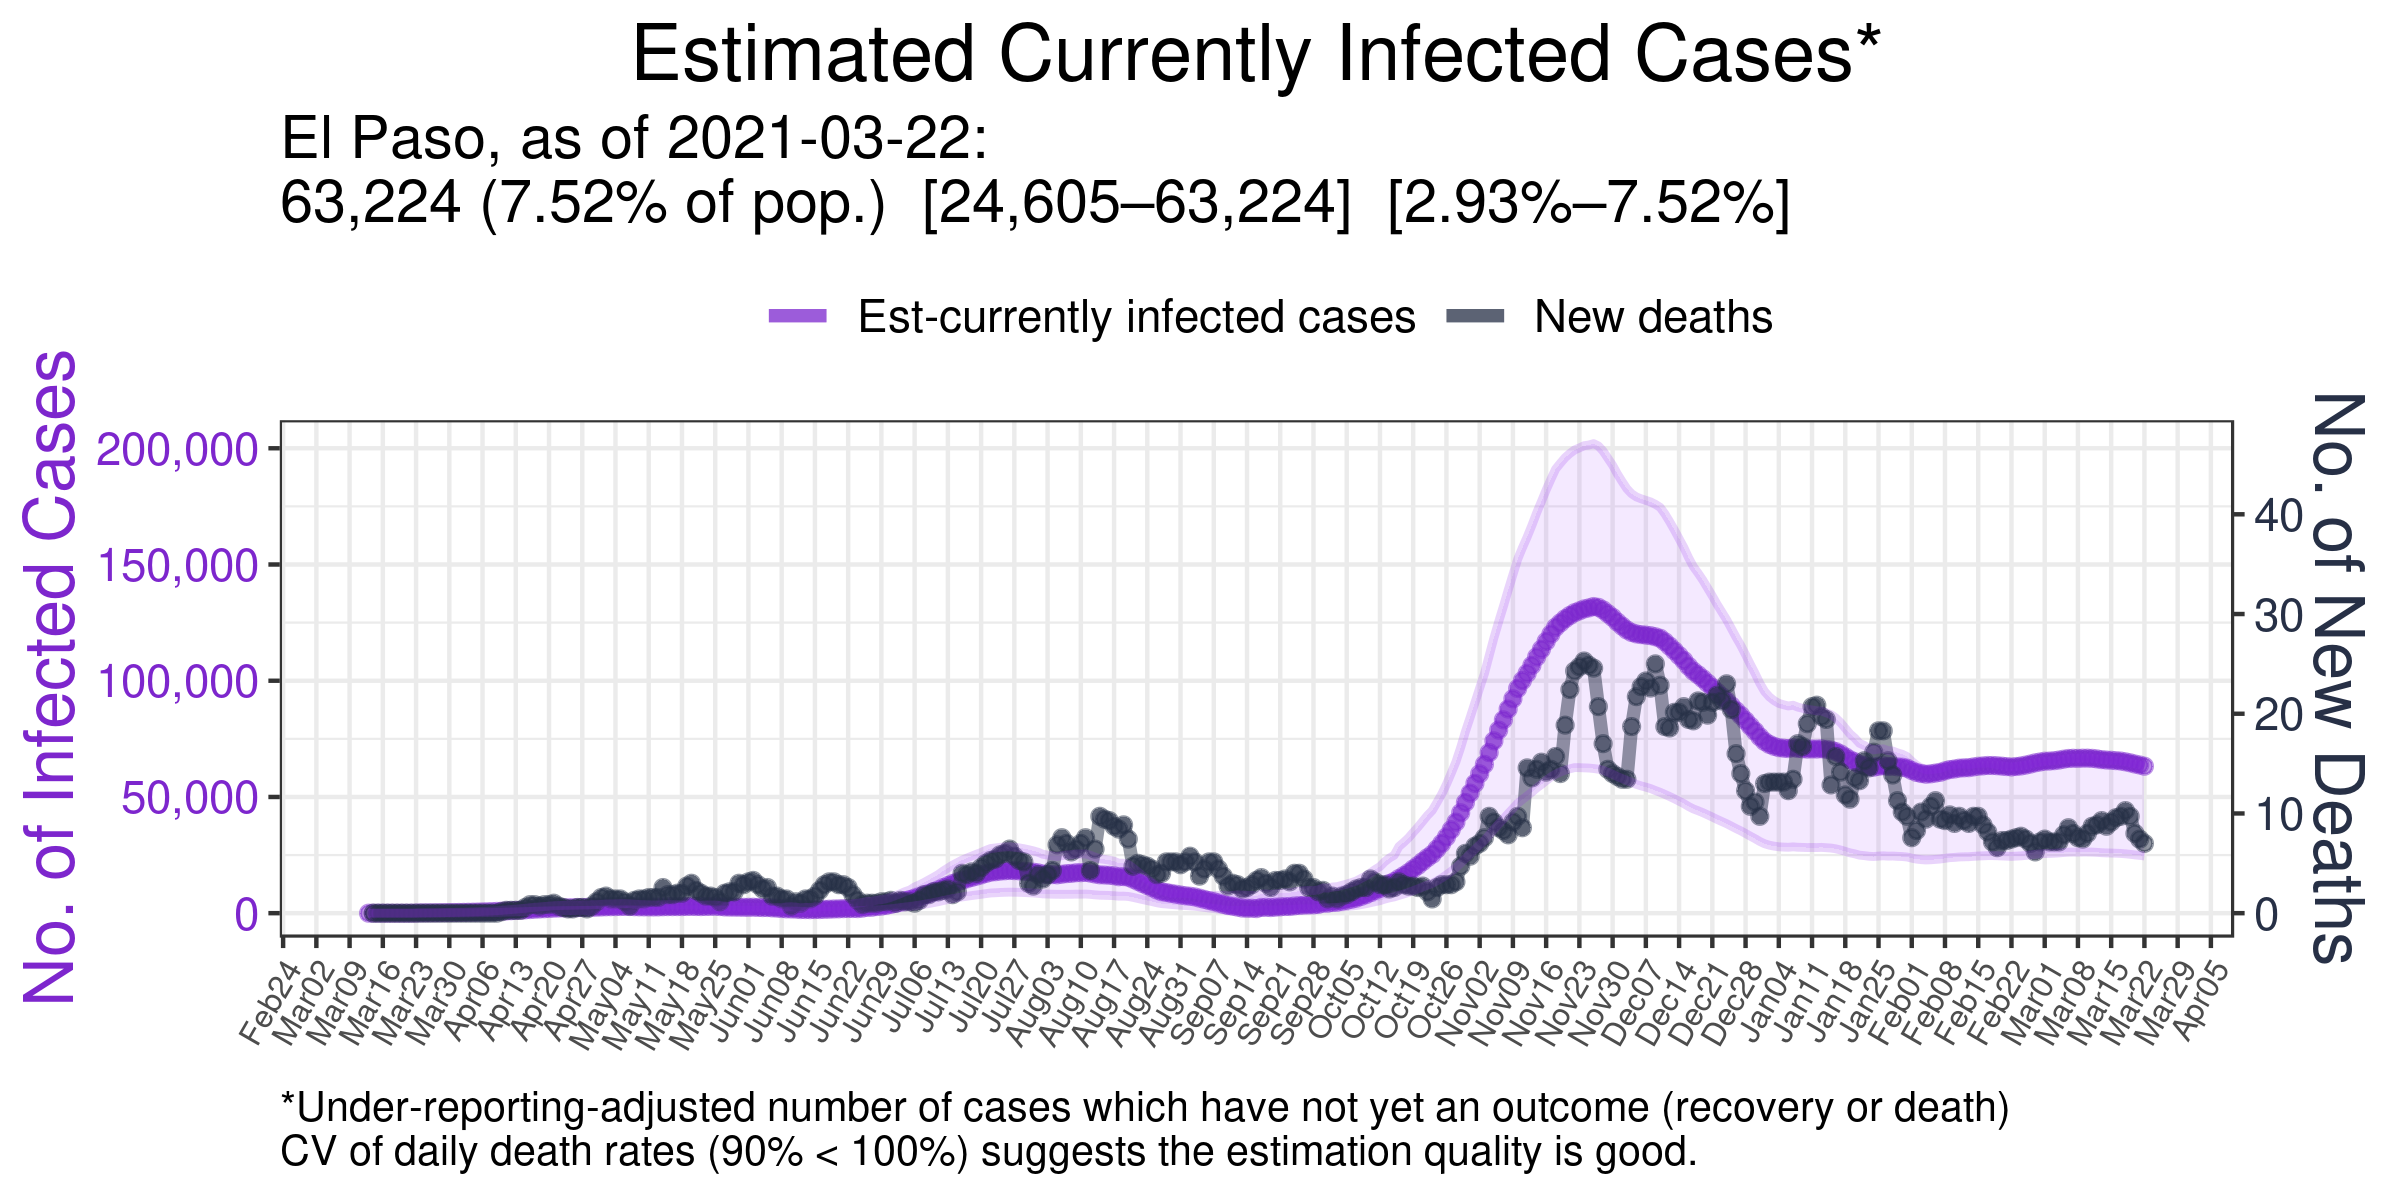 Estimated Currently Infected Cases*
El Paso, as of 2021-03-22:
63,224 (7.52% of pop.)  [24,605–63,224]  [2.93%–7.52%]
Est-currently infected cases
New deaths
No. of Infected Cases
200,000
150,000
100,000
50,000
0
No. of New Deaths
40
30
20
10
0
Feb24
Mar02
Mar09
Mar16
Mar23
Mar30
Apr06
Apr13
Apr20
Apr27
May04
May11
May18
May25
Jun01
Jun08
Jun15
Jun22
Jun29
Jul06
Jul13
Jul20
Jul27
Aug03
Aug10
Aug17
Aug24
Aug31
Sep07
Sep14
Sep21
Sep28
Oct05
Oct12
Oct19
Oct26
Nov02
Nov09
Nov16
Nov23
Nov30
Dec07
Dec14
Dec21
Dec28
Jan04
Jan11
Jan18
Jan25
Feb01
Feb08
Feb15
Feb22
Mar01
Mar08
Mar15
Mar22
Mar29
Apr05
*Under-reporting-adjusted number of cases which have not yet an outcome (recovery or death)
CV of daily death rates (90% < 100%) suggests the estimation quality is good.